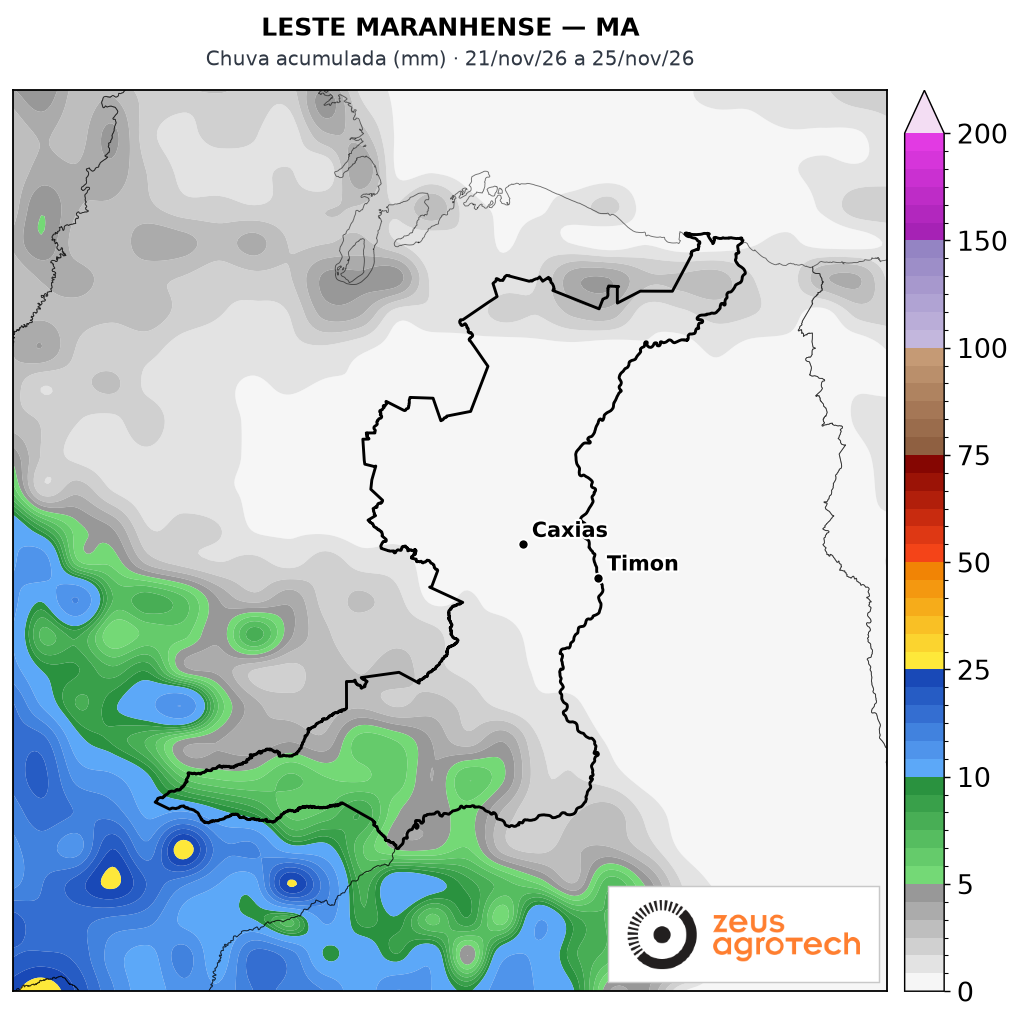 LESTE MARANHENSE — MA
Chuva acumulada (mm) · 21/nov/26 a 25/nov/26
200
150
100
75
50
25
10
5
0
Caxias
Timon
zeus
agrotech